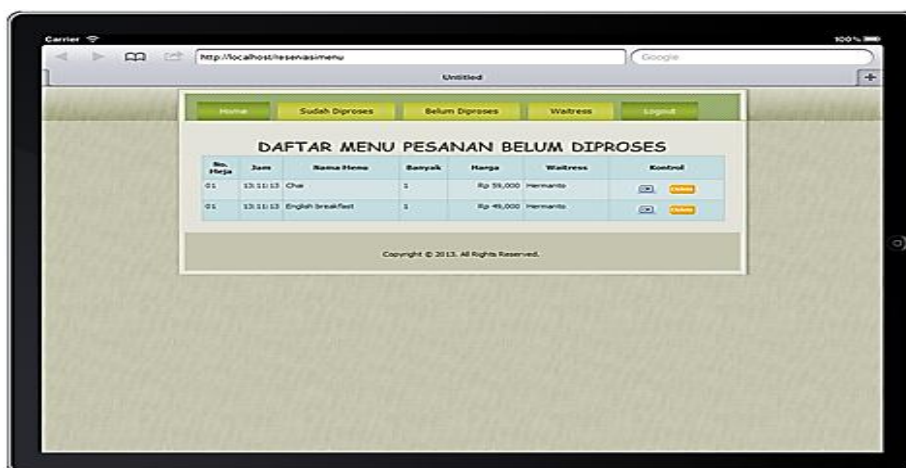 Carrier
100%
http://localhost/reservasimenu
Google
Untitled
Home Sudah Diproses Belum Diproses Waitress Logout
DAFTAR MENU PESANAN BELUM DIPROSES
No. Meja Jam Nama Menu Banyak Harga Waitress Kontrol
01 13:11:13 Chai 1 Rp 59,000 Hermanto
01 13:11:13 English breakfast 1 Rp 49,000 Hermanto
Copyright © 2013. All Rights Reserved.